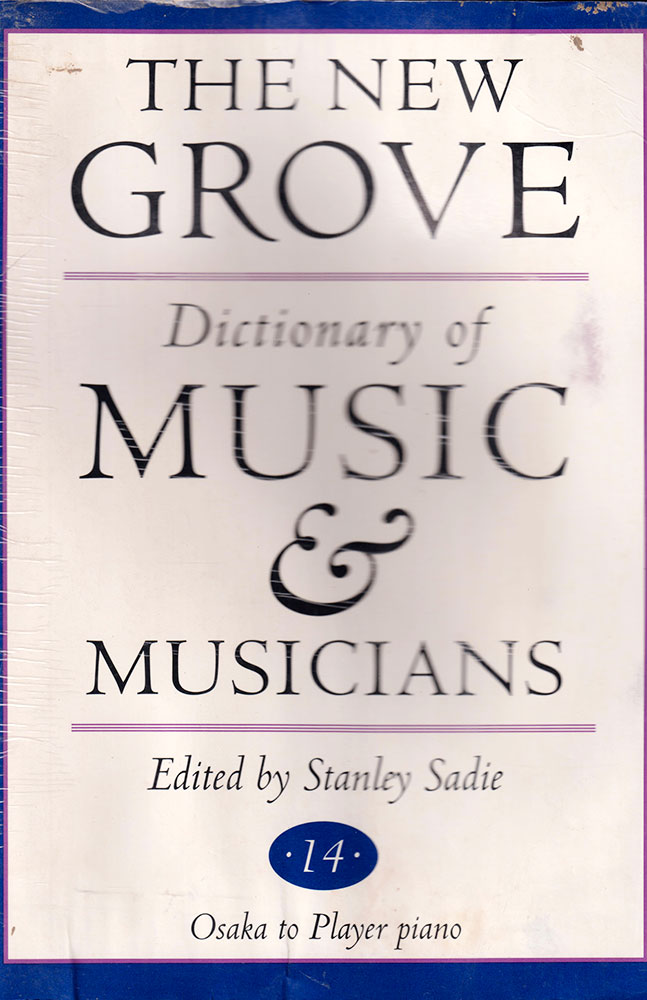 THE NEW
GROVE
Dictionary of
MUSIC
&
MUSICIANS
Edited by Stanley Sadie
·14·
Osaka to Player piano